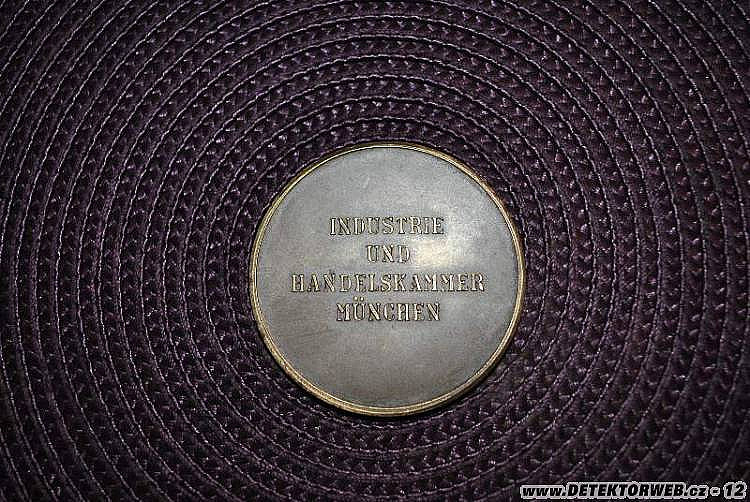 INDUSTRIE
UND
HANDELSKAMMER
MÜNCHEN
www.DETEKTORWEB.cz - 12